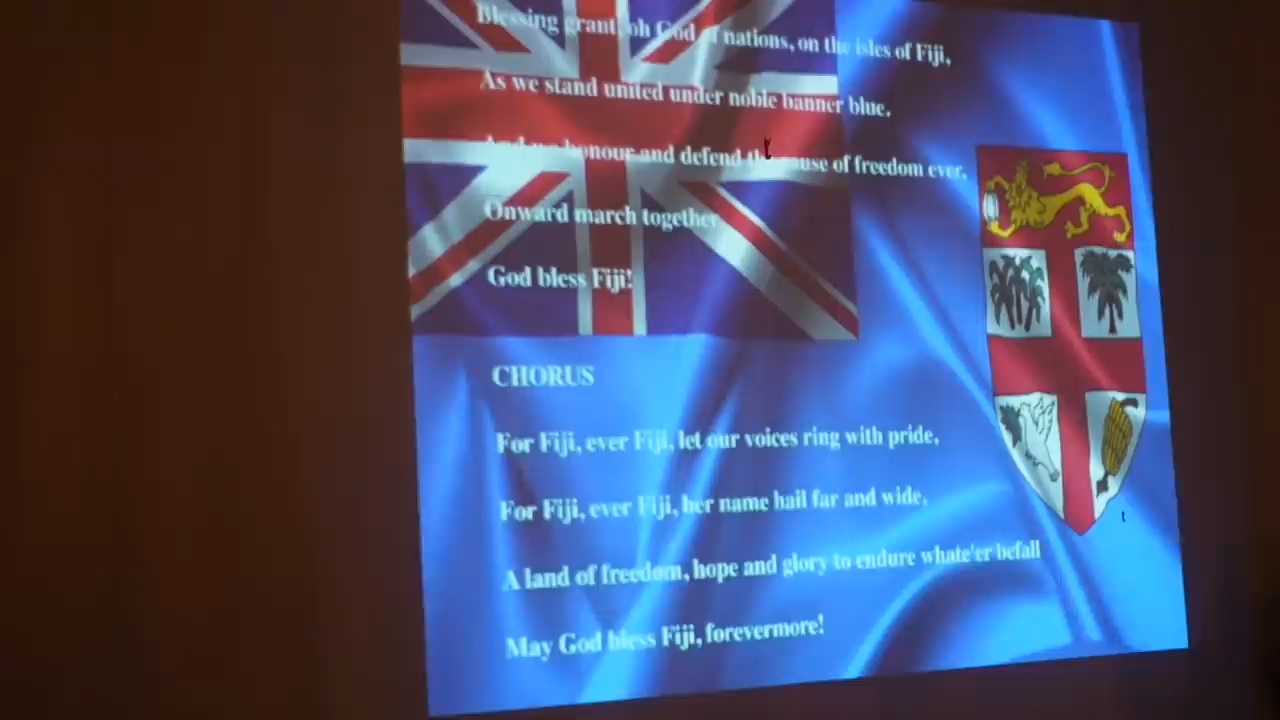 Blessing grant, oh God of nations, on the isles of Fiji,
As we stand united under noble banner blue.
And we honour and defend the cause of freedom ever,
Onward march together
God bless Fiji!
CHORUS
For Fiji, ever Fiji, let our voices ring with pride,
For Fiji, ever Fiji, her name hail far and wide,
A land of freedom, hope and glory to endure whate'er befall
May God bless Fiji, forevermore!